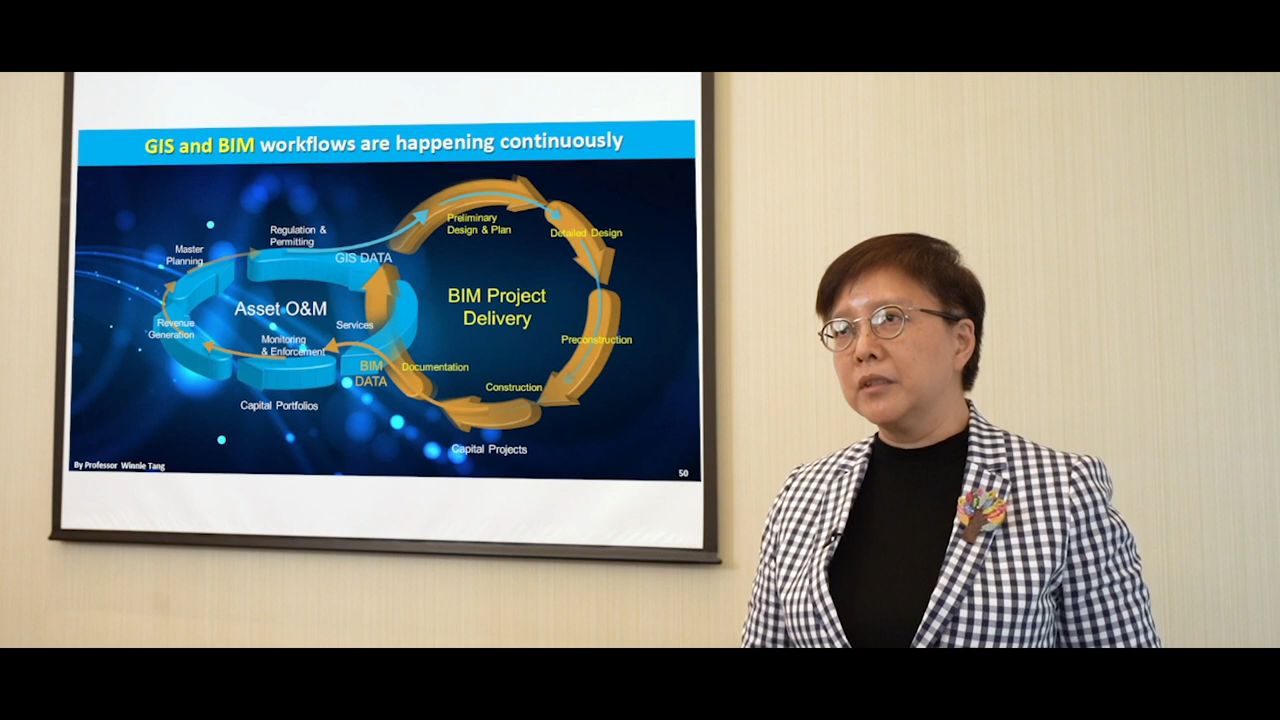 GIS and BIM workflows are happening continuously
Regulation &
Permitting
Master
Planning
GIS DATA
Preliminary
Design & Plan
Detailed Design
Asset O&M
BIM Project
Delivery
Revenue
Generation
Services
Monitoring
& Enforcement
Preconstruction
BIM
DATA
Documentation
Construction
Capital Portfolios
Capital Projects
By Professor Winnie Tang
50